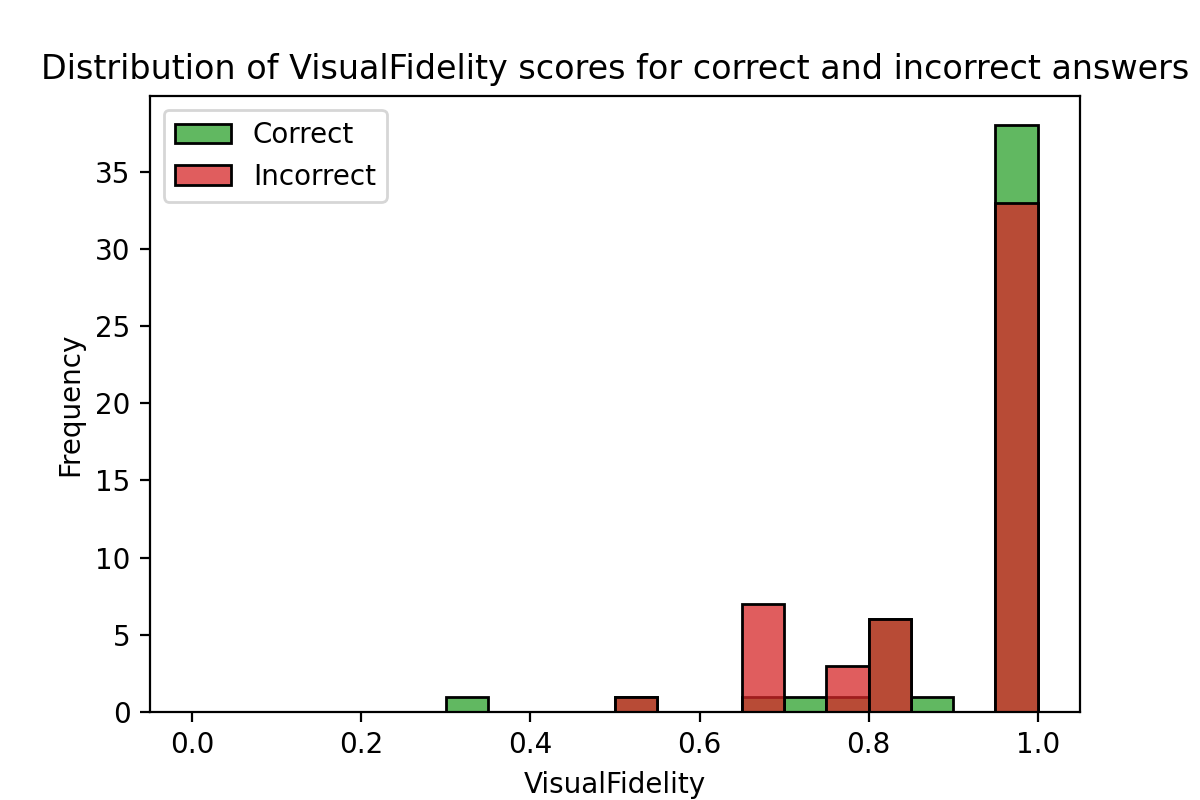 Distribution of VisualFidelity scores for correct and incorrect answers
Correct
Incorrect
35
30
25
20
15
10
5
0
Frequency
0.0 0.2 0.4 0.6 0.8 1.0
VisualFidelity